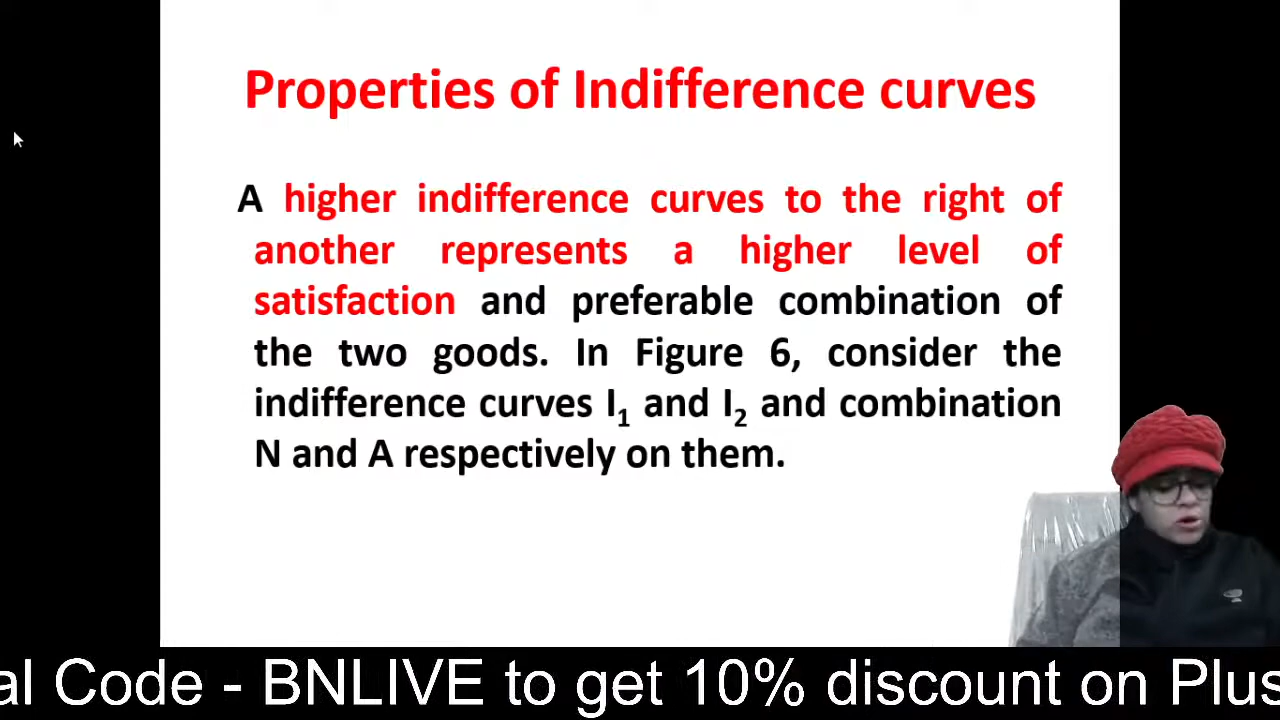 Properties of Indifference curves
A higher indifference curves to the right of
another represents a higher level of
satisfaction and preferable combination of
the two goods. In Figure 6, consider the
indifference curves I₁ and I₂ and combination
N and A respectively on them.
al Code - BNLIVE to get 10% discount on Plus